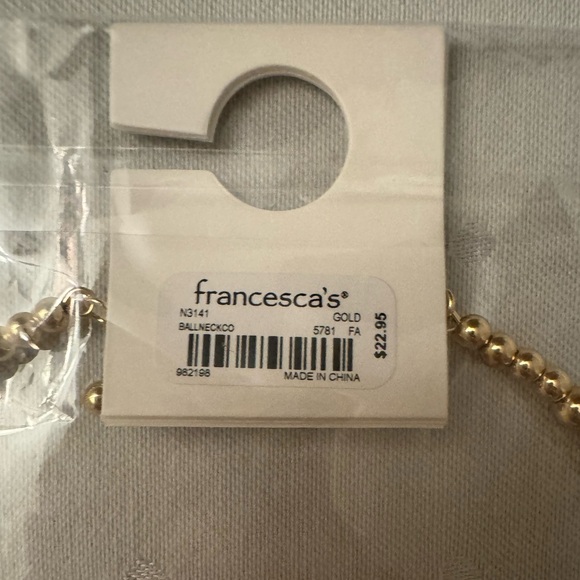 francesca's®
N3141 GOLD
BALLNECKCO 5781 FA
982198 MADE IN CHINA
$22.95